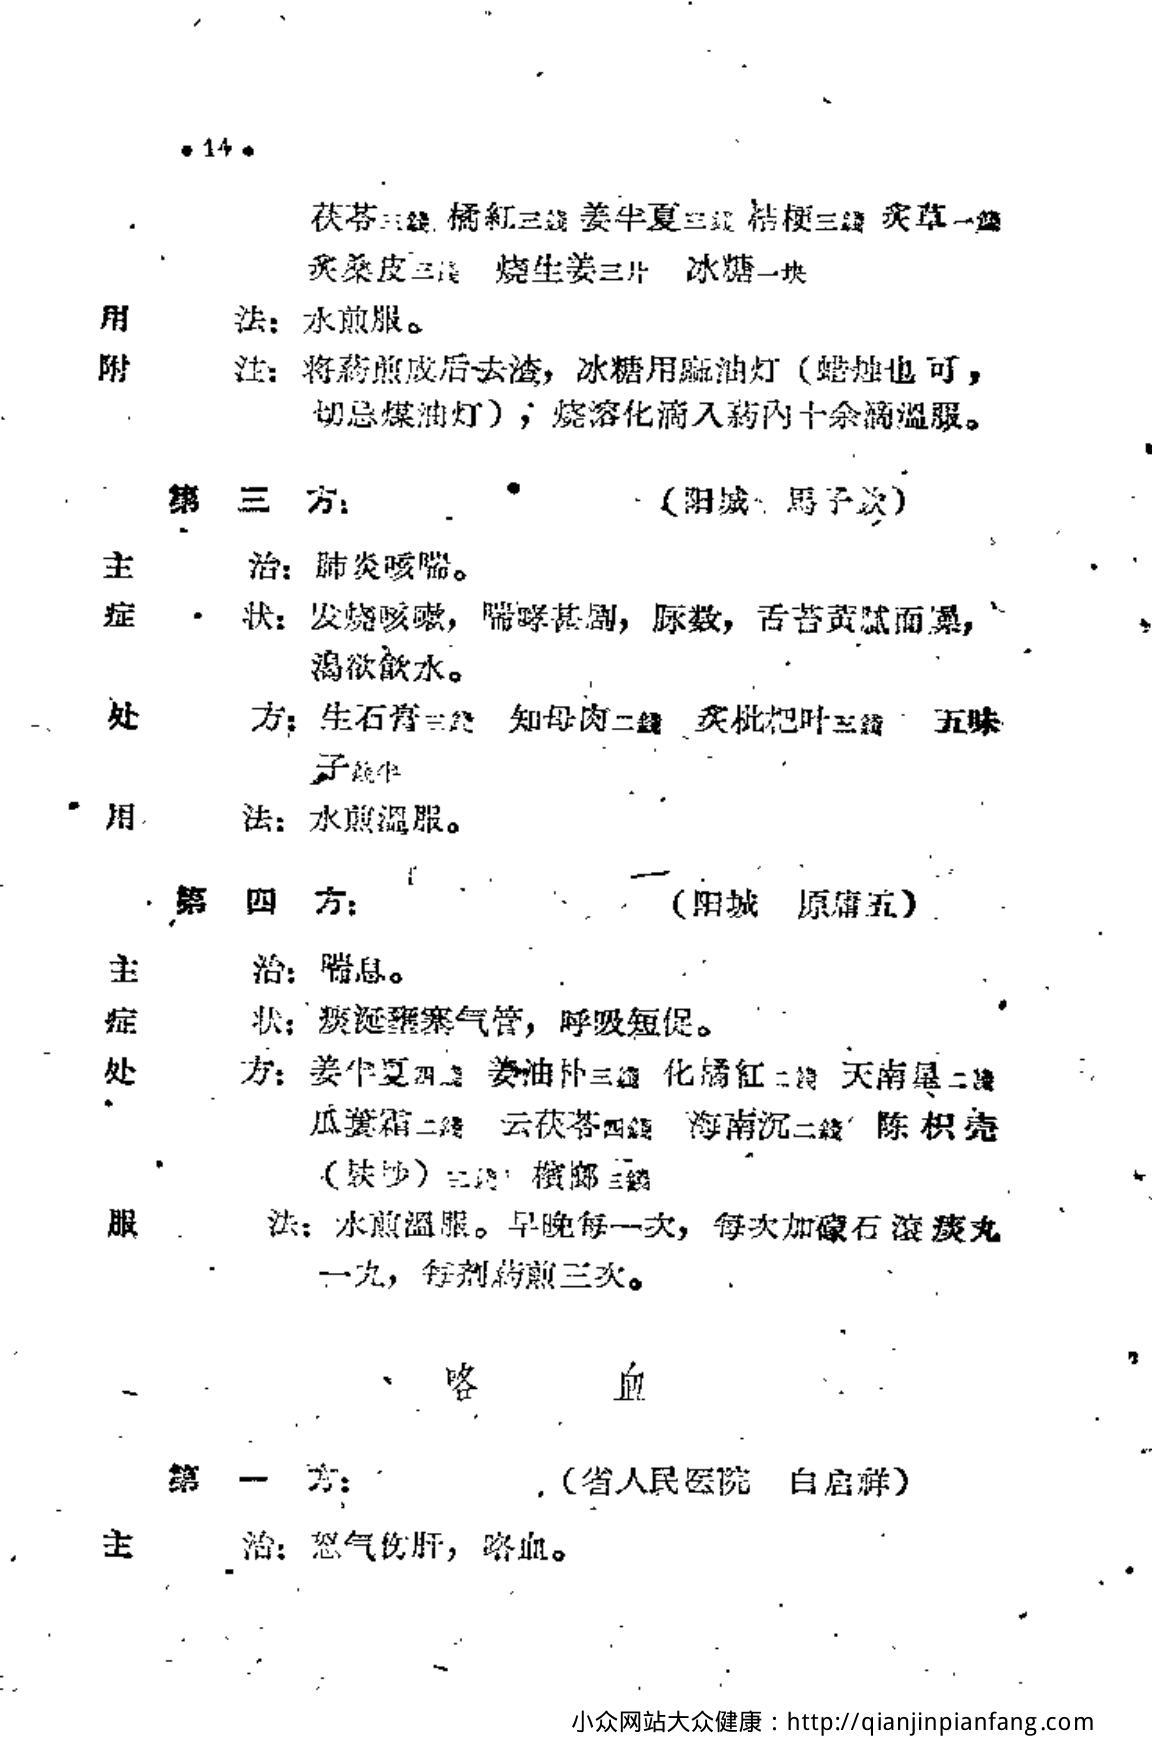 • 14 •
茯苓三錢 橘紅三錢 姜半夏三錢 桔梗三錢 炙草一錢
炙桑皮三錢 烧生姜三片 冰糖一块
用 法：水煎服。
附 注：将葯煎成后去渣，冰糖用蔴油灯（蜡烛也可，
切忌煤油灯）；烧溶化滴入葯內十余滴溫服。
第 三 方： （阳城 馬子次）
主 治：肺炎咳喘。
症 状：发烧咳嗽，喘哮甚剧，脉数，舌苔黄腻而燥，
渴欲飲水。
处 方：生石膏三錢 知母肉二錢 炙枇杷叶三錢 五味
子錢半
用 法：水煎溫服。
第 四 方： （阳城 原庸五）
主 治：喘息。
症 状：痰涎壅塞气管，呼吸短促。
处 方：姜半夏四錢 姜油朴三錢 化橘紅二錢 天南星二錢
瓜蔞霜二錢 云茯苓四錢 海南沉二錢 陈枳壳
（麸炒）三錢 檳榔三錢
服 法：水煎溫服。早晚每一次，每次加礞石滾痰丸
一丸，每剂葯煎三次。
咯 血
第 一 方： （省人民医院 白启祥）
主 治：怒气伤肝，咯血。
小众网站大众健康：http://qianjinpianfang.com